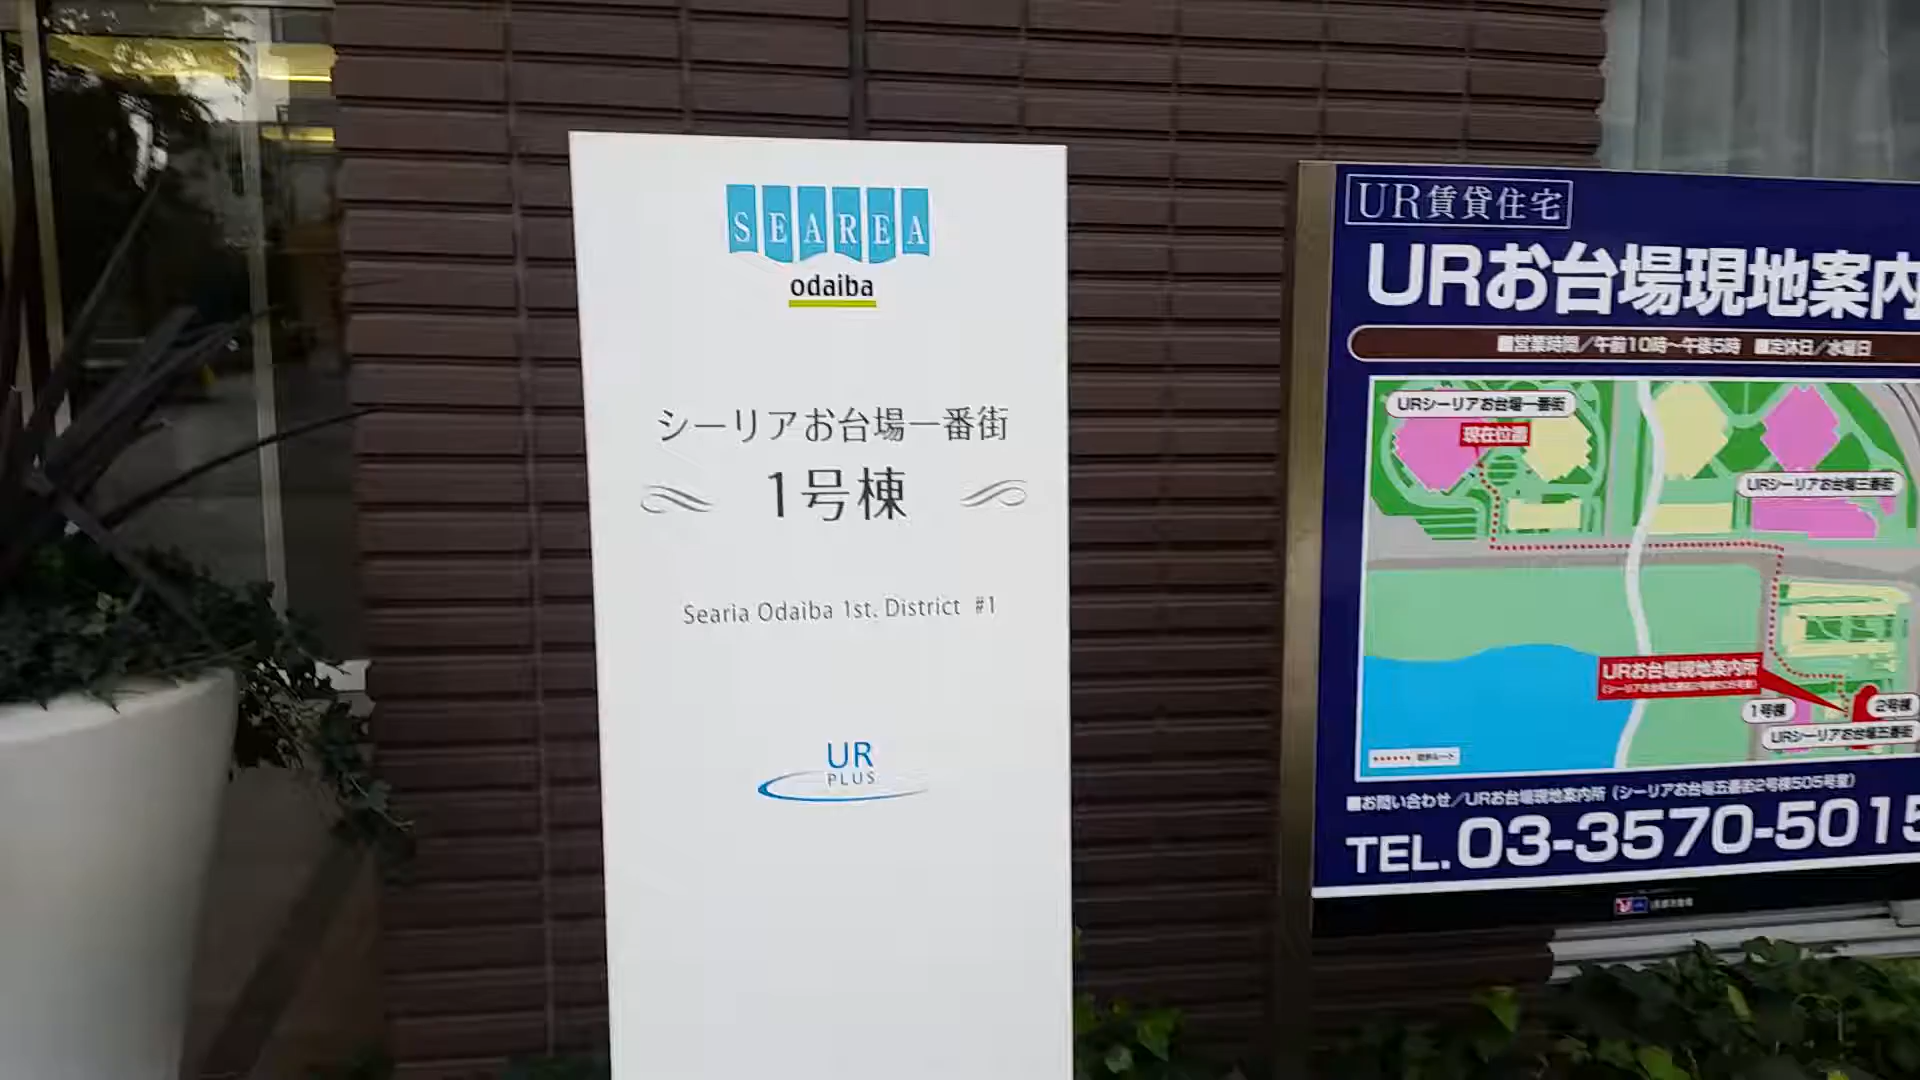 SEAREA
odaiba
シーリアお台場一番街
1号棟
Searia Odaiba 1st. District #1
UR
PLUS
UR賃貸住宅
URお台場現地案内
■営業時間／午前10時～午後5時 ■定休日／水曜日
URシーリアお台場一番街
現在位置
URシーリアお台場三番街
URお台場現地案内所
1号棟
2号棟
URシーリアお台場五番街
■お問い合わせ／URお台場現地案内所（シーリアお台場五番街2号棟505号室）
TEL.03-3570-5015